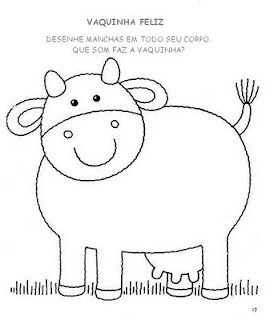 VAQUINHA FELIZ
DESENHE MANCHAS EM TODO SEU CORPO.
QUE SOM FAZ A VAQUINHA?
17